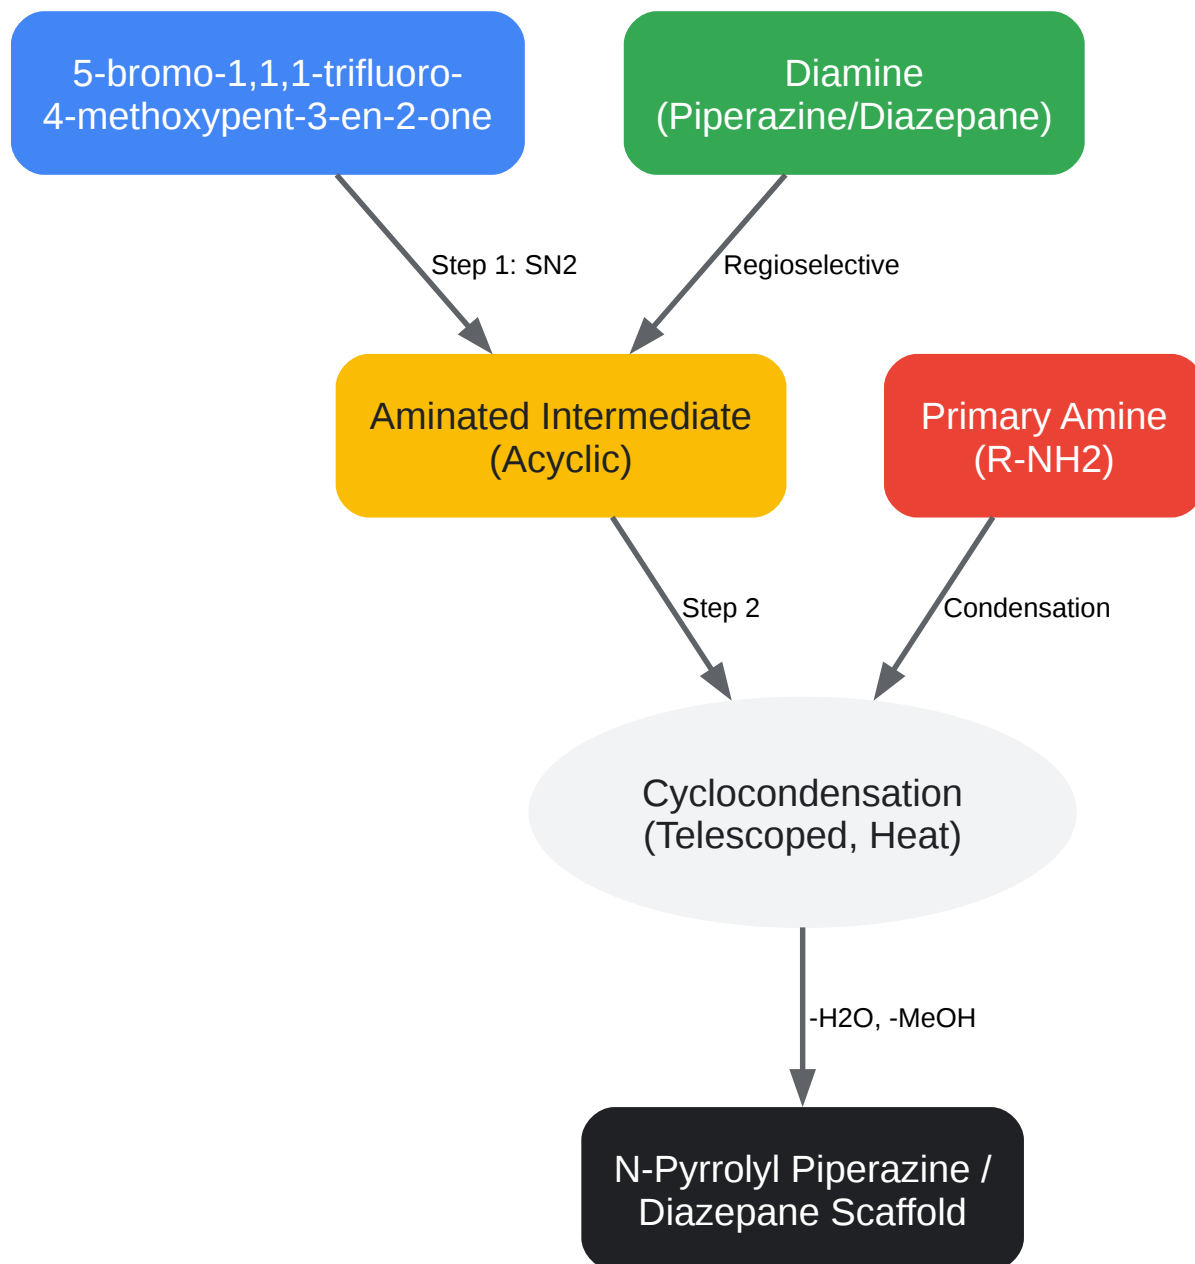 5-bromo-1,1,1-trifluoro-
4-methoxypent-3-en-2-one
Diamine
(Piperazine/Diazepane)
Step 1: SN2
Regioselective
Aminated Intermediate
(Acyclic)
Primary Amine
(R-NH2)
Step 2
Condensation
Cyclocondensation
(Telescoped, Heat)
-H2O, -MeOH
N-Pyrrolyl Piperazine /
Diazepane Scaffold